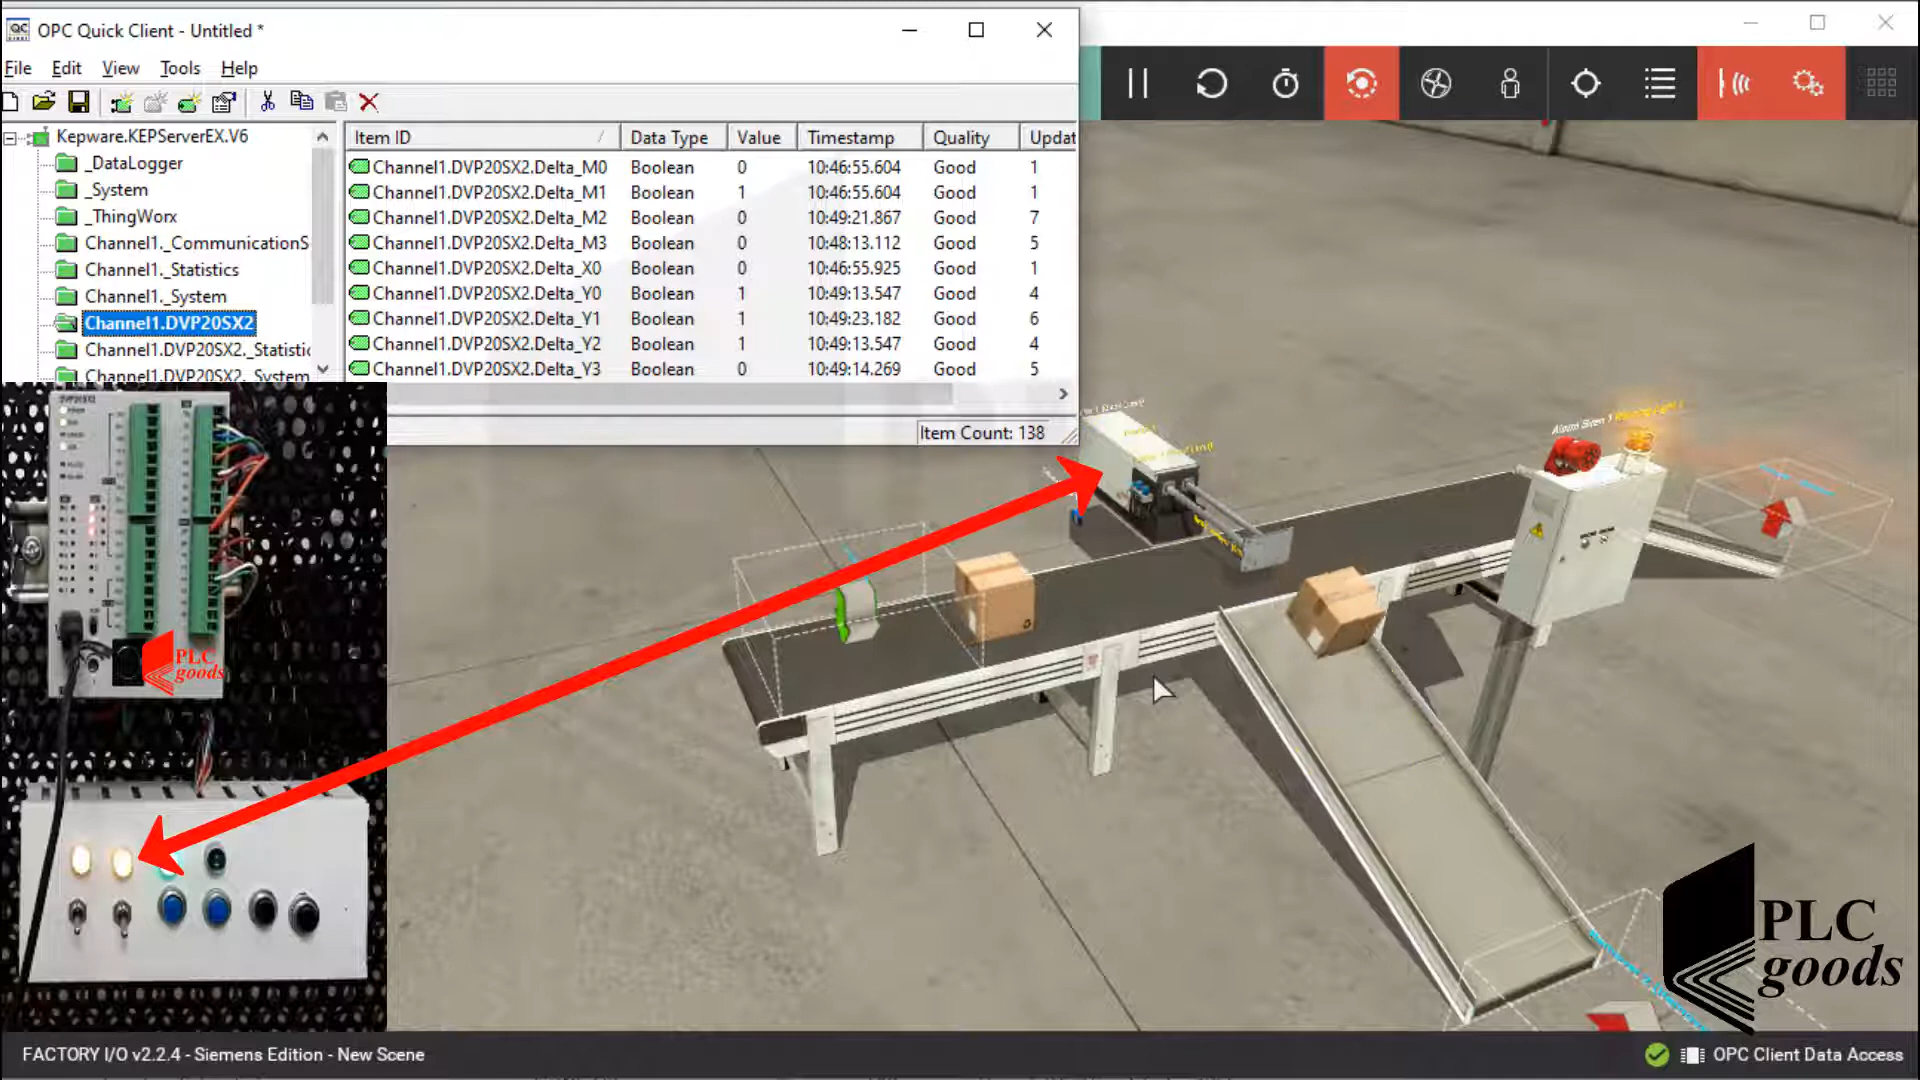 OPC Quick Client - Untitled *
File Edit View Tools Help
Kepware.KEPServerEX.V6
_DataLogger
_System
_ThingWorx
Channel1._CommunicationS
Channel1._Statistics
Channel1._System
Channel1.DVP20SX2
Channel1.DVP20SX2._Statistic
Channel1.DVP20SX2._System
Item ID Data Type Value Timestamp Quality Updat
Channel1.DVP20SX2.Delta_M0 Boolean 0 10:46:55.604 Good 1
Channel1.DVP20SX2.Delta_M1 Boolean 1 10:46:55.604 Good 1
Channel1.DVP20SX2.Delta_M2 Boolean 0 10:49:21.867 Good 7
Channel1.DVP20SX2.Delta_M3 Boolean 0 10:48:13.112 Good 5
Channel1.DVP20SX2.Delta_X0 Boolean 0 10:46:55.925 Good 1
Channel1.DVP20SX2.Delta_Y0 Boolean 1 10:49:13.547 Good 4
Channel1.DVP20SX2.Delta_Y1 Boolean 1 10:49:23.182 Good 6
Channel1.DVP20SX2.Delta_Y2 Boolean 1 10:49:13.547 Good 4
Channel1.DVP20SX2.Delta_Y3 Boolean 0 10:49:14.269 Good 5
Item Count: 138
DVP20SX2
Alarm Siren 1
PLC
goods
PLC
goods
FACTORY I/O v2.2.4 - Siemens Edition - New Scene
OPC Client Data Access